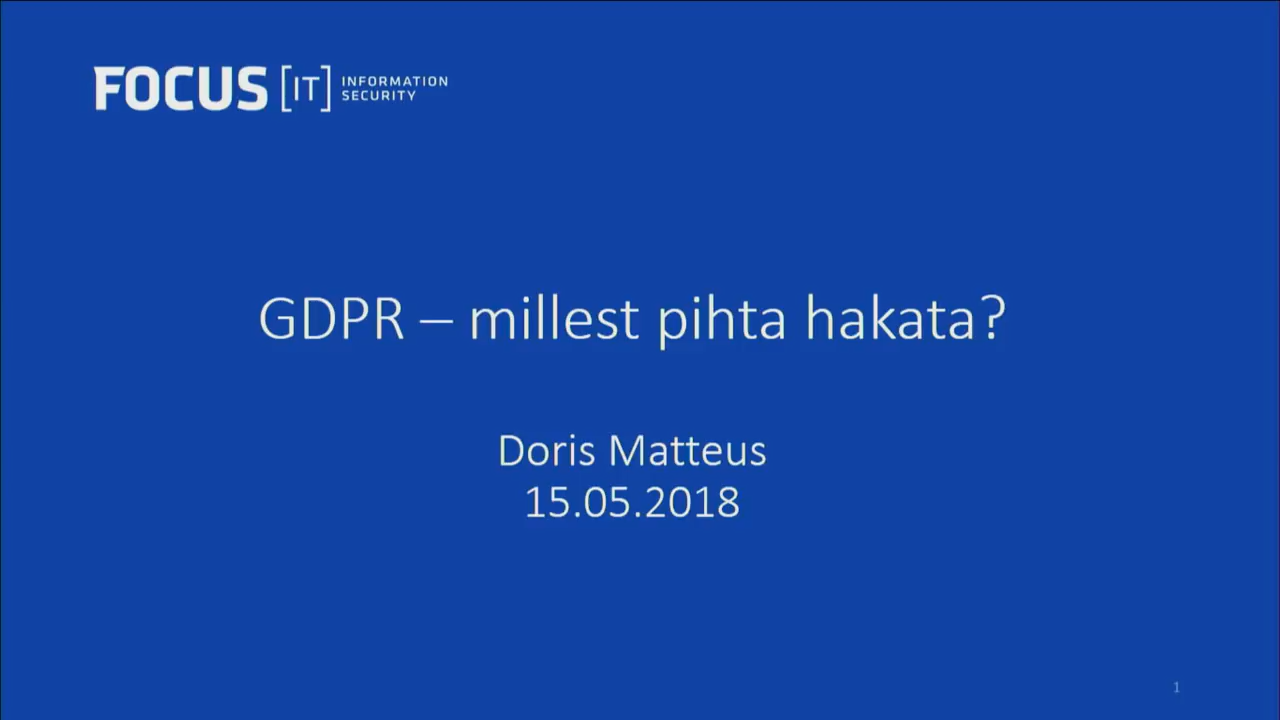 FOCUS [IT] INFORMATION SECURITY
GDPR – millest pihta hakata?
Doris Matteus
15.05.2018
1